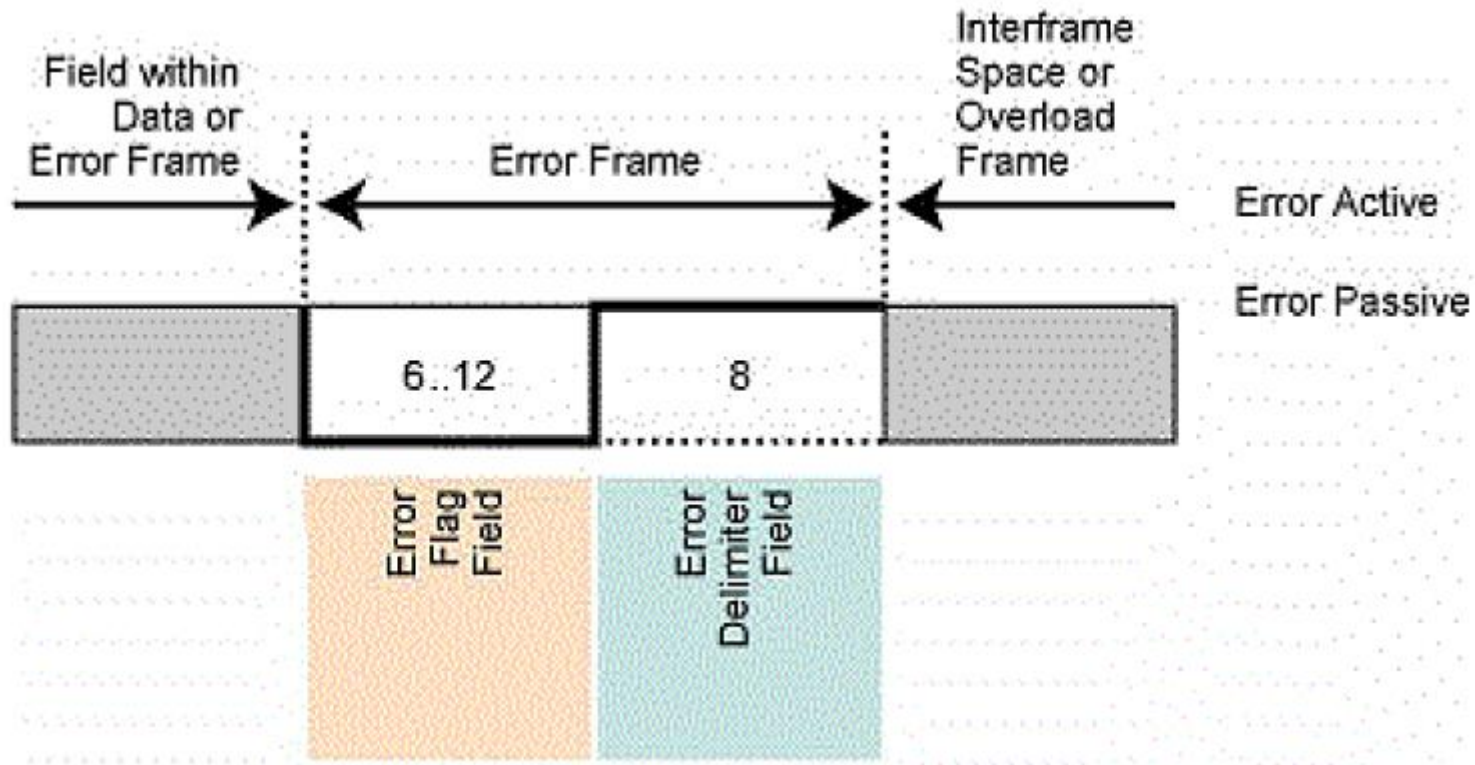 Field within
Data or
Error Frame
Error Frame
Interframe
Space or
Overload
Frame
Error Active
Error Passive
6..12
8
Error
Flag
Field
Error
Delimiter
Field